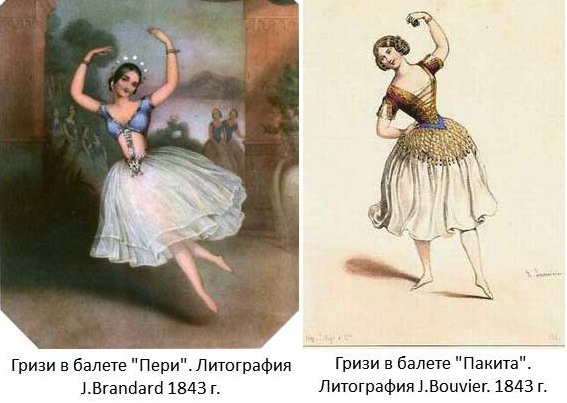 Гризи в балете "Пери". Литография
J.Brandard 1843 г.
Гризи в балете "Пакита".
Литография J.Bouvier. 1843 г.